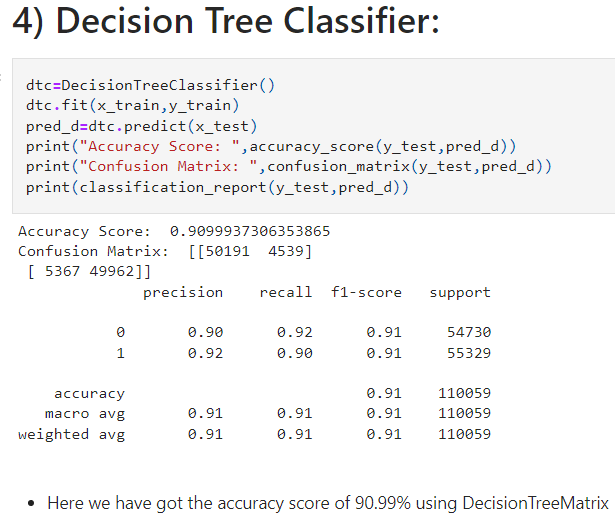 4) Decision Tree Classifier:
dtc=DecisionTreeClassifier()
dtc.fit(x_train,y_train)
pred_d=dtc.predict(x_test)
print("Accuracy Score: ",accuracy_score(y_test,pred_d))
print("Confusion Matrix: ",confusion_matrix(y_test,pred_d))
print(classification_report(y_test,pred_d))
Accuracy Score:  0.9099937306353865
Confusion Matrix:  [[50191  4539]
 [ 5367 49962]]
              precision    recall  f1-score   support
           0       0.90      0.92      0.91     54730
           1       0.92      0.90      0.91     55329
    accuracy                           0.91    110059
   macro avg       0.91      0.91      0.91    110059
weighted avg       0.91      0.91      0.91    110059
• Here we have got the accuracy score of 90.99% using DecisionTreeMatrix